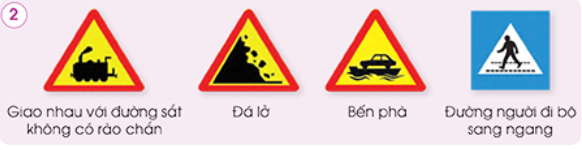 2
Giao nhau với đường sắt
không có rào chắn
Đá lở
Bến phà
Đường người đi bộ
sang ngang